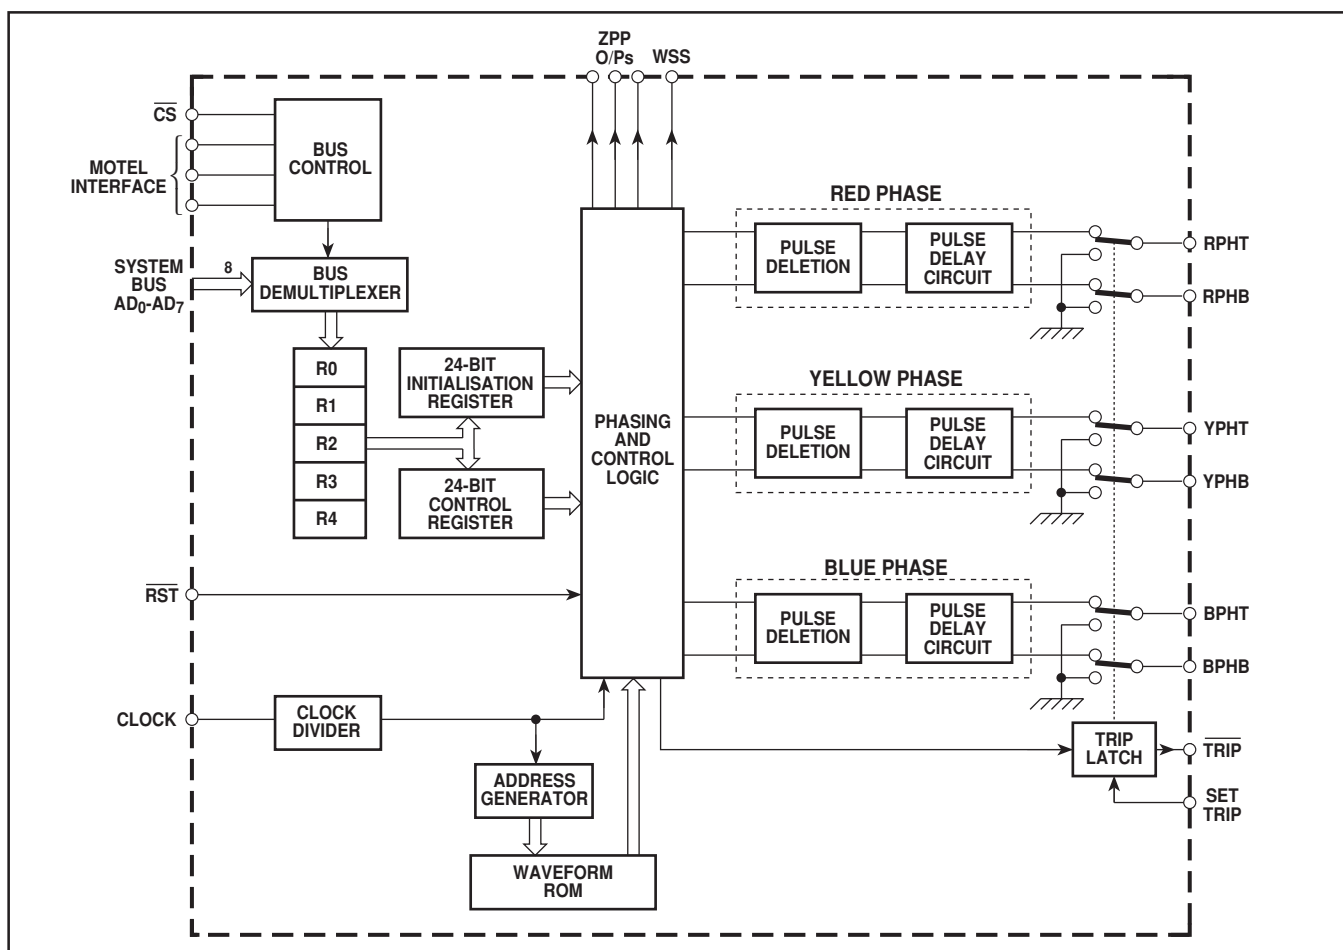 ZPP
O/Ps
WSS
CS
MOTEL
INTERFACE
BUS
CONTROL
SYSTEM
BUS
AD0-AD7
8
BUS
DEMULTIPLEXER
R0
R1
R2
R3
R4
24-BIT
INITIALISATION
REGISTER
24-BIT
CONTROL
REGISTER
PHASING
AND
CONTROL
LOGIC
RED PHASE
PULSE
DELETION
PULSE
DELAY
CIRCUIT
RPHT
RPHB
YELLOW PHASE
PULSE
DELETION
PULSE
DELAY
CIRCUIT
YPHT
YPHB
BLUE PHASE
PULSE
DELETION
PULSE
DELAY
CIRCUIT
BPHT
BPHB
RST
CLOCK
CLOCK
DIVIDER
ADDRESS
GENERATOR
WAVEFORM
ROM
TRIP
LATCH
TRIP
SET
TRIP